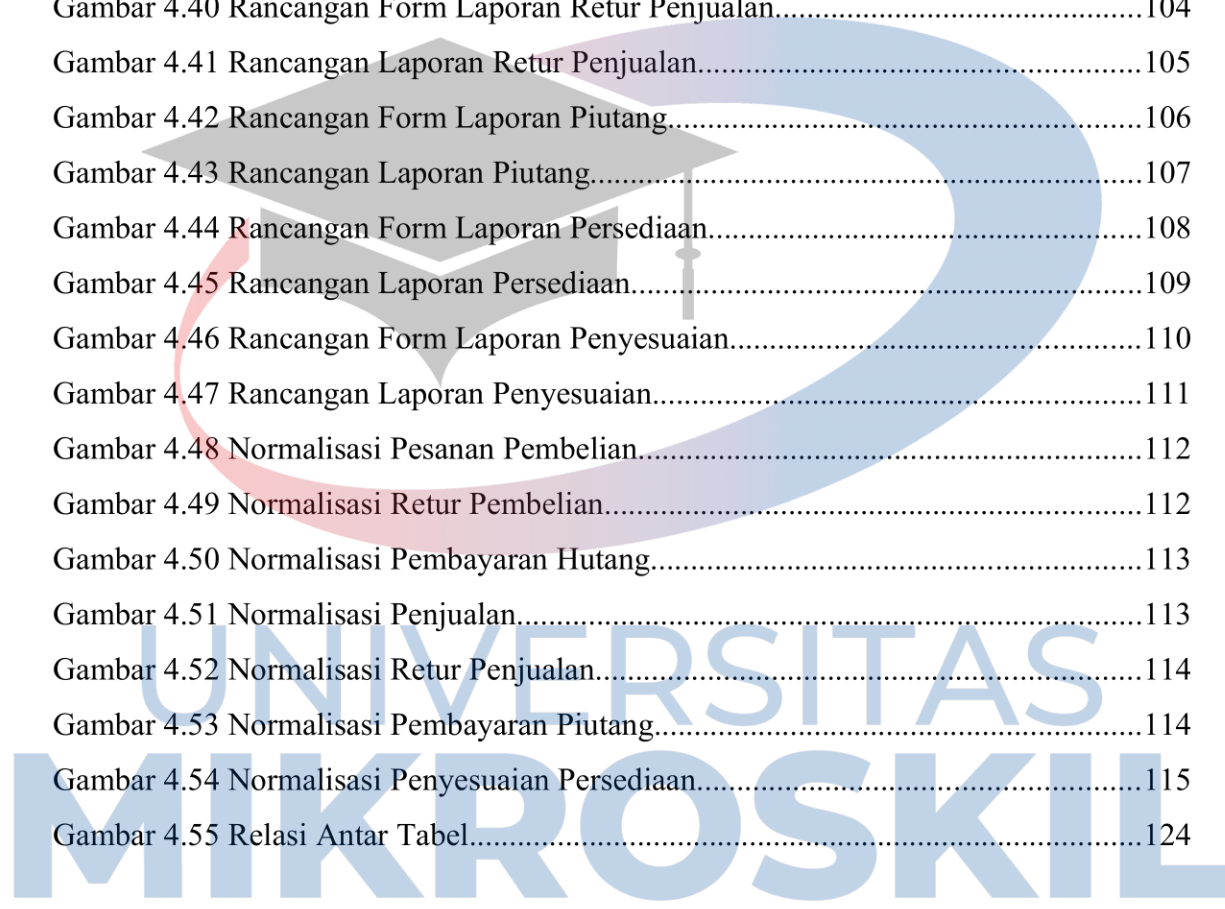 Gambar 4.40 Rancangan Form Laporan Retur Penjualan..........................................104
Gambar 4.41 Rancangan Laporan Retur Penjualan....................................................105
Gambar 4.42 Rancangan Form Laporan Piutang........................................................106
Gambar 4.43 Rancangan Laporan Piutang..................................................................107
Gambar 4.44 Rancangan Form Laporan Persediaan...................................................108
Gambar 4.45 Rancangan Laporan Persediaan.............................................................109
Gambar 4.46 Rancangan Form Laporan Penyesuaian................................................110
Gambar 4.47 Rancangan Laporan Penyesuaian..........................................................111
Gambar 4.48 Normalisasi Pesanan Pembelian............................................................112
Gambar 4.49 Normalisasi Retur Pembelian................................................................112
Gambar 4.50 Normalisasi Pembayaran Hutang..........................................................113
Gambar 4.51 Normalisasi Penjualan...........................................................................113
Gambar 4.52 Normalisasi Retur Penjualan.................................................................114
Gambar 4.53 Normalisasi Pembayaran Piutang..........................................................114
Gambar 4.54 Normalisasi Penyesuaian Persediaan.....................................................115
Gambar 4.55 Relasi Antar Tabel.................................................................................124
UNIVERSITAS
MIKROSKIL